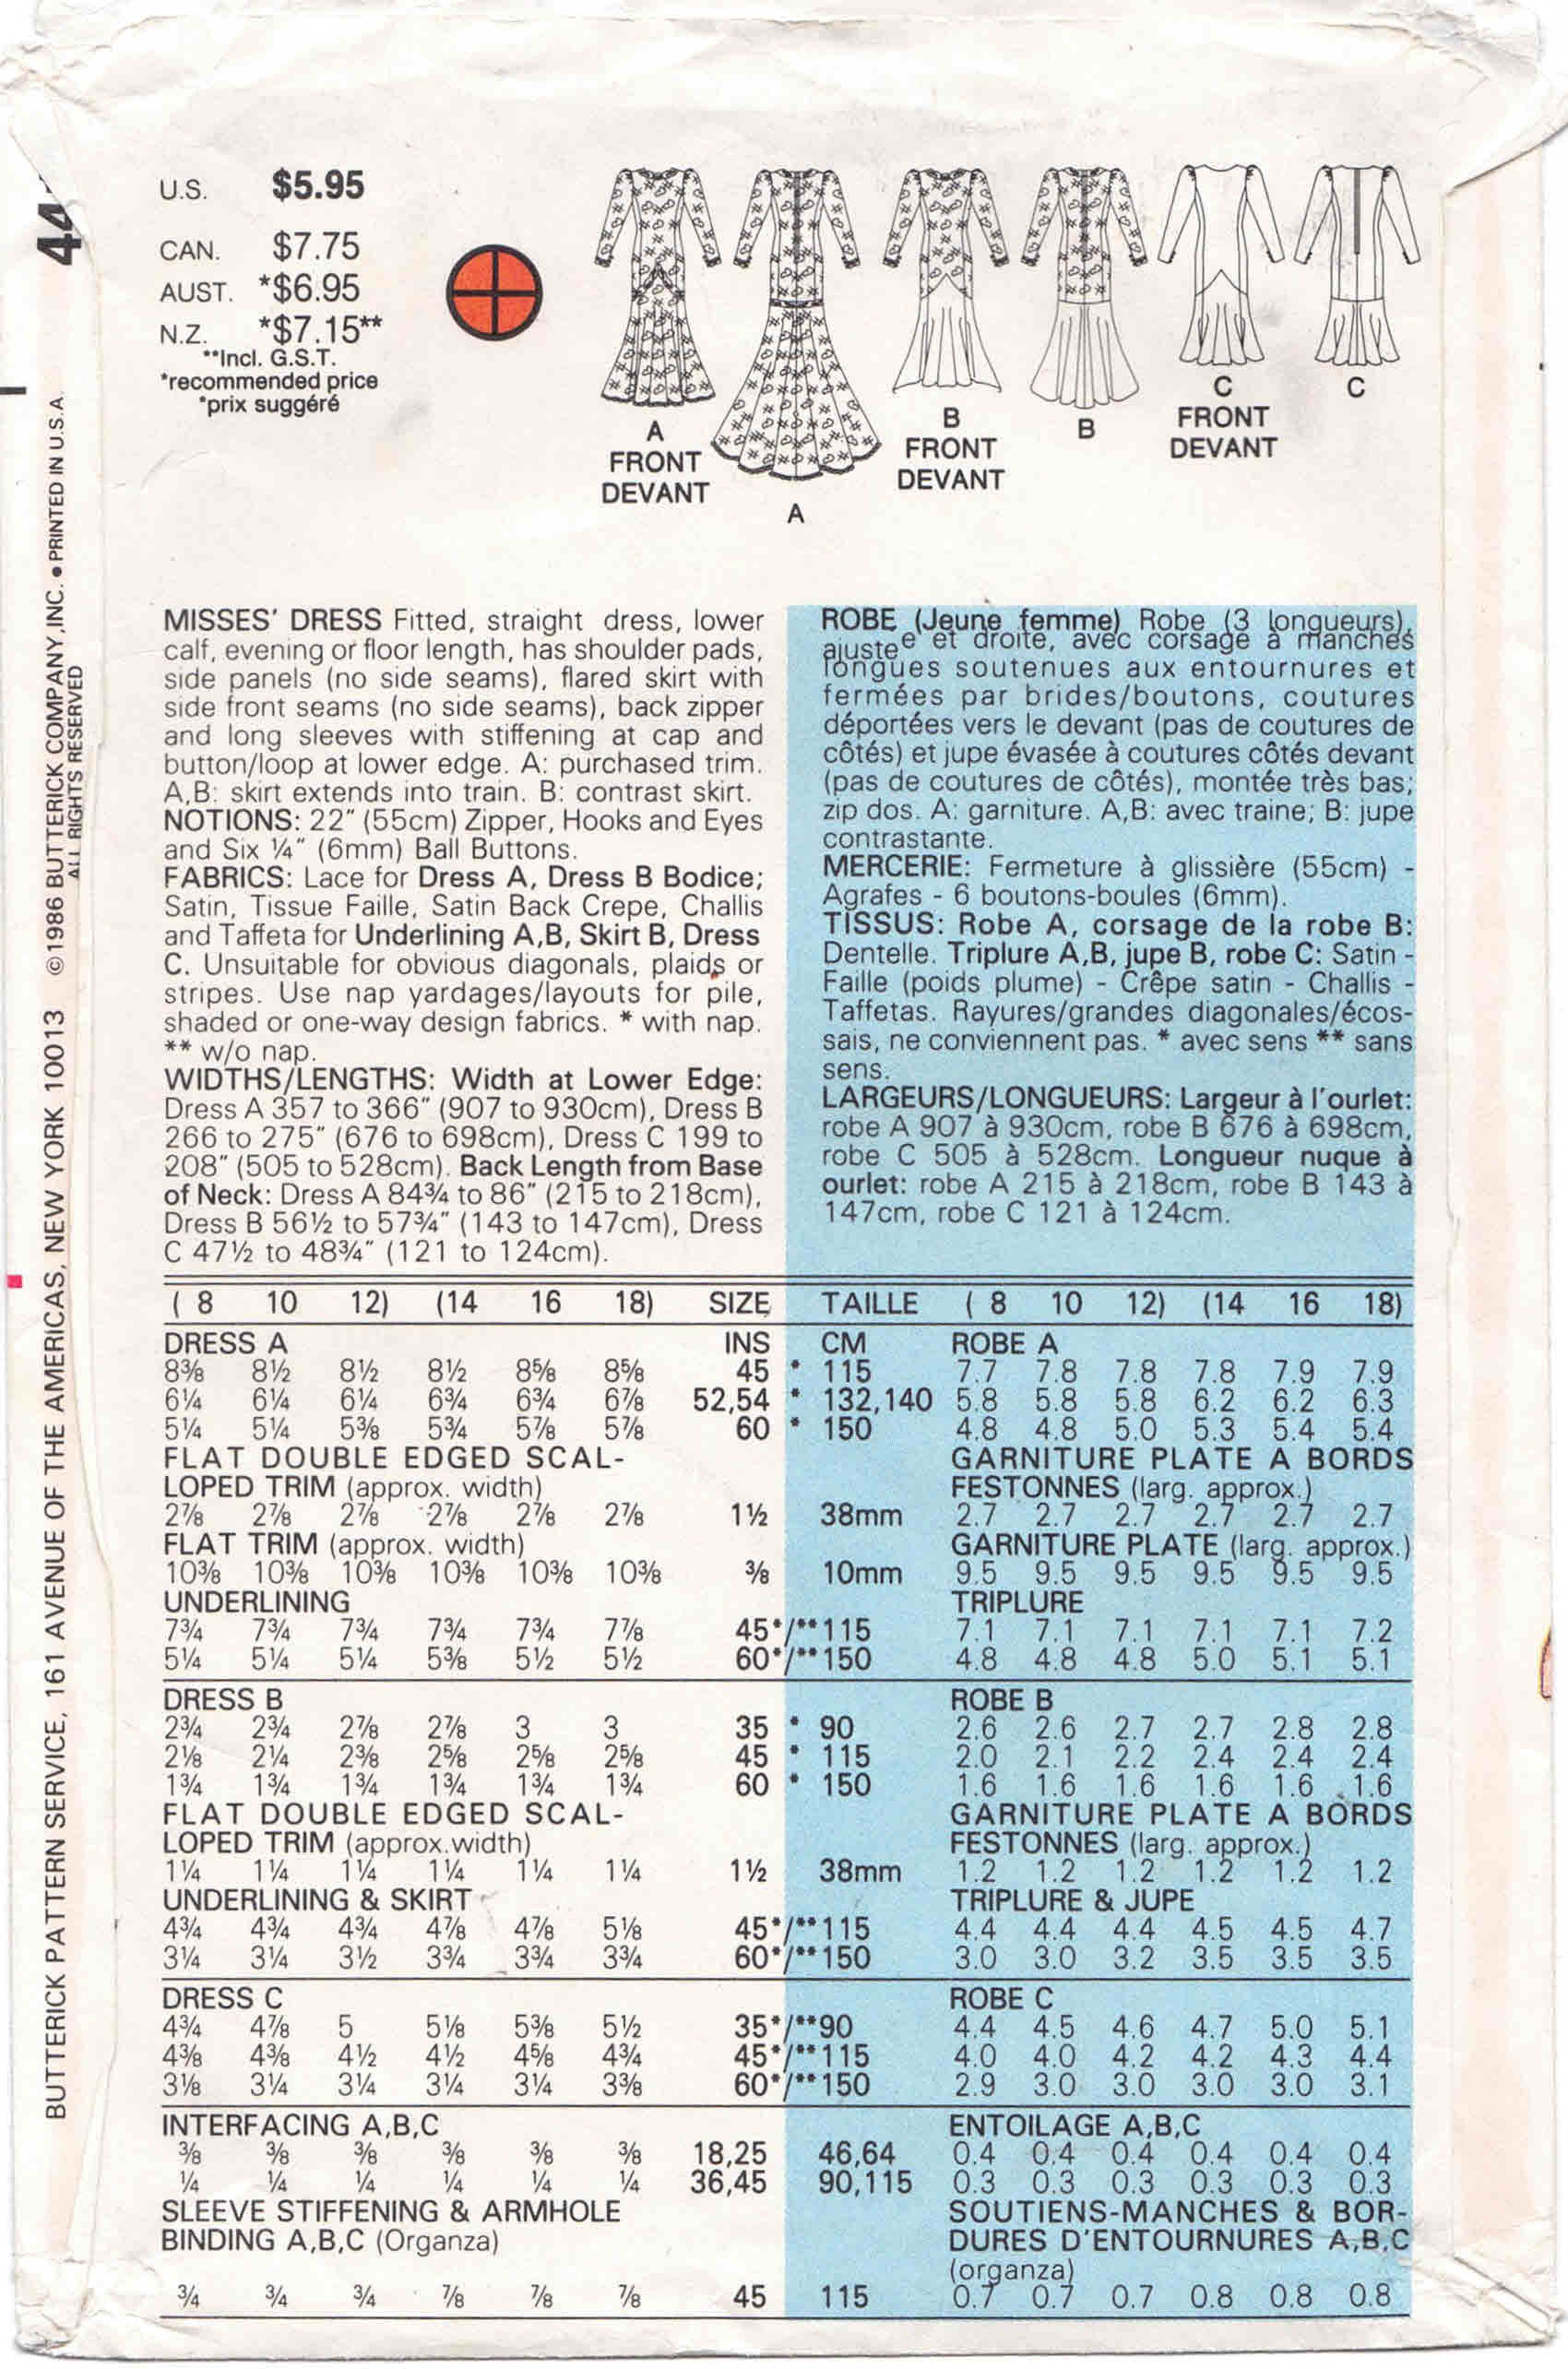 44
U.S. $5.95
CAN. $7.75
AUST. *$6.95
N.Z. *$7.15**
**Incl. G.S.T.
*recommended price
*prix suggéré
A
FRONT
DEVANT
A
B
FRONT
DEVANT
B
C
FRONT
DEVANT
C
BUTTERICK PATTERN SERVICE, 161 AVENUE OF THE AMERICAS, NEW YORK 10013 ©1986 BUTTERICK COMPANY, INC. • PRINTED IN U.S.A.
ALL RIGHTS RESERVED
MISSES' DRESS Fitted, straight dress, lower
calf, evening or floor length, has shoulder pads,
side panels (no side seams), flared skirt with
side front seams (no side seams), back zipper
and long sleeves with stiffening at cap and
button/loop at lower edge. A: purchased trim.
A,B: skirt extends into train. B: contrast skirt.
NOTIONS: 22" (55cm) Zipper, Hooks and Eyes
and Six ¼" (6mm) Ball Buttons.
FABRICS: Lace for Dress A, Dress B Bodice;
Satin, Tissue Faille, Satin Back Crepe, Challis
and Taffeta for Underlining A,B, Skirt B, Dress
C. Unsuitable for obvious diagonals, plaids or
stripes. Use nap yardages/layouts for pile,
shaded or one-way design fabrics. * with nap.
** w/o nap.
WIDTHS/LENGTHS: Width at Lower Edge:
Dress A 357 to 366" (907 to 930cm), Dress B
266 to 275" (676 to 698cm), Dress C 199 to
208" (505 to 528cm). Back Length from Base
of Neck: Dress A 84¾ to 86" (215 to 218cm),
Dress B 56½ to 57¾" (143 to 147cm), Dress
C 47½ to 48¾" (121 to 124cm).
ROBE (Jeune femme) Robe (3 longueurs),
ajustee et droite, avec corsage à manches
longues soutenues aux entournures et
fermées par brides/boutons, coutures
déportées vers le devant (pas de coutures de
côtés) et jupe évasée à coutures côtés devant
(pas de coutures de côtés), montée très bas;
zip dos. A: garniture. A,B: avec traine; B: jupe
contrastante.
MERCERIE: Fermeture à glissière (55cm) -
Agrafes - 6 boutons-boules (6mm).
TISSUS: Robe A, corsage de la robe B:
Dentelle. Triplure A,B, jupe B, robe C: Satin -
Faille (poids plume) - Crêpe satin - Challis -
Taffetas. Rayures/grandes diagonales/écos-
sais, ne conviennent pas. * avec sens ** sans
sens.
LARGEURS/LONGUEURS: Largeur à l'ourlet:
robe A 907 à 930cm, robe B 676 à 698cm,
robe C 505 à 528cm. Longueur nuque à
ourlet: robe A 215 à 218cm, robe B 143 à
147cm, robe C 121 à 124cm.
( 8 10 12) (14 16 18) SIZE TAILLE ( 8 10 12) (14 16 18)
DRESS A INS CM ROBE A
8⅜ 8½ 8½ 8½ 8⅝ 8⅝ 45 * 115 7.7 7.8 7.8 7.8 7.9 7.9
6¼ 6¼ 6¼ 6¾ 6¾ 6⅞ 52,54 * 132,140 5.8 5.8 5.8 6.2 6.2 6.3
5¼ 5¼ 5⅜ 5¾ 5⅞ 5⅞ 60 * 150 4.8 4.8 5.0 5.3 5.4 5.4
FLAT DOUBLE EDGED SCAL- GARNITURE PLATE A BORDS
LOPED TRIM (approx. width) FESTONNES (larg. approx.)
2⅞ 2⅞ 2⅞ 2⅞ 2⅞ 2⅞ 1½ 38mm 2.7 2.7 2.7 2.7 2.7 2.7
FLAT TRIM (approx. width) GARNITURE PLATE (larg. approx.)
10⅜ 10⅜ 10⅜ 10⅜ 10⅜ 10⅜ ⅜ 10mm 9.5 9.5 9.5 9.5 9.5 9.5
UNDERLINING TRIPLURE
7¾ 7¾ 7¾ 7¾ 7¾ 7⅞ 45*/**115 7.1 7.1 7.1 7.1 7.1 7.2
5¼ 5¼ 5¼ 5⅜ 5½ 5½ 60*/**150 4.8 4.8 4.8 5.0 5.1 5.1
DRESS B ROBE B
2¾ 2¾ 2⅞ 2⅞ 3 3 35 * 90 2.6 2.6 2.7 2.7 2.8 2.8
2⅛ 2¼ 2⅜ 2⅝ 2⅝ 2⅝ 45 * 115 2.0 2.1 2.2 2.4 2.4 2.4
1¾ 1¾ 1¾ 1¾ 1¾ 1¾ 60 * 150 1.6 1.6 1.6 1.6 1.6 1.6
FLAT DOUBLE EDGED SCAL- GARNITURE PLATE A BORDS
LOPED TRIM (approx.width) FESTONNES (larg. approx.)
1¼ 1¼ 1¼ 1¼ 1¼ 1¼ 1½ 38mm 1.2 1.2 1.2 1.2 1.2 1.2
UNDERLINING & SKIRT TRIPLURE & JUPE
4¾ 4¾ 4¾ 4⅞ 4⅞ 5⅛ 45*/**115 4.4 4.4 4.4 4.5 4.5 4.7
3¼ 3¼ 3½ 3¾ 3¾ 3¾ 60*/**150 3.0 3.0 3.2 3.5 3.5 3.5
DRESS C ROBE C
4¾ 4⅞ 5 5⅛ 5⅜ 5½ 35*/**90 4.4 4.5 4.6 4.7 5.0 5.1
4⅜ 4⅜ 4½ 4½ 4⅝ 4¾ 45*/**115 4.0 4.0 4.2 4.2 4.3 4.4
3⅛ 3¼ 3¼ 3¼ 3¼ 3⅜ 60*/**150 2.9 3.0 3.0 3.0 3.0 3.1
INTERFACING A,B,C ENTOILAGE A,B,C
⅜ ⅜ ⅜ ⅜ ⅜ ⅜ 18,25 46,64 0.4 0.4 0.4 0.4 0.4 0.4
¼ ¼ ¼ ¼ ¼ ¼ 36,45 90,115 0.3 0.3 0.3 0.3 0.3 0.3
SLEEVE STIFFENING & ARMHOLE SOUTIENS-MANCHES & BOR-
BINDING A,B,C (Organza) DURES D'ENTOURNURES A,B,C
(organza)
¾ ¾ ¾ ⅞ ⅞ ⅞ 45 115 0.7 0.7 0.7 0.8 0.8 0.8